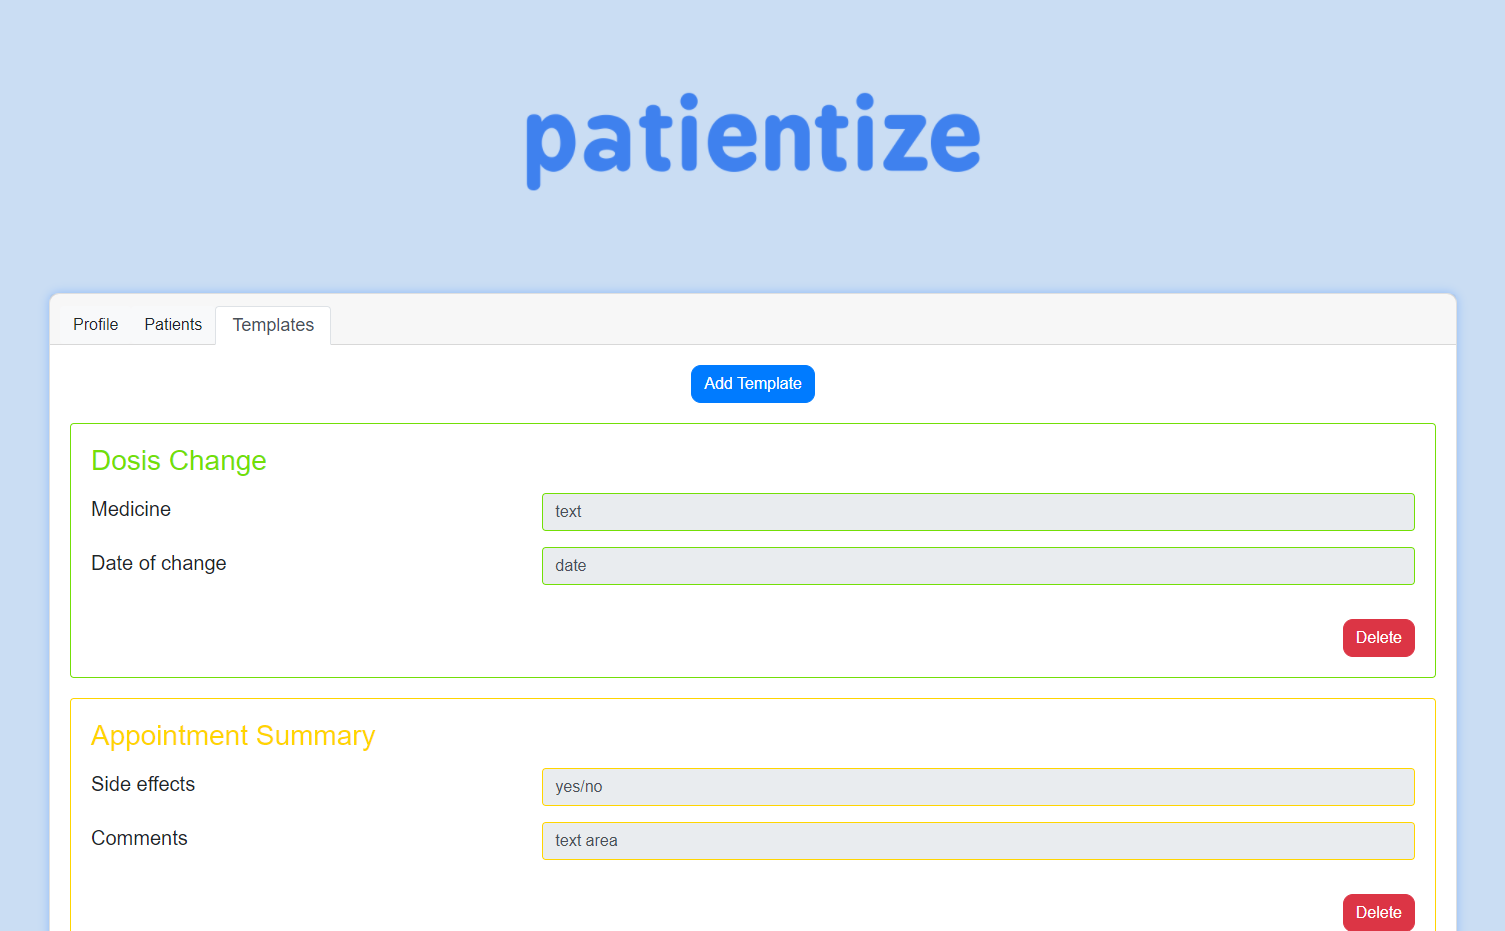 patientize
Profile Patients Templates
Add Template
Dosis Change
Medicine text
Date of change date
Delete
Appointment Summary
Side effects yes/no
Comments text area
Delete